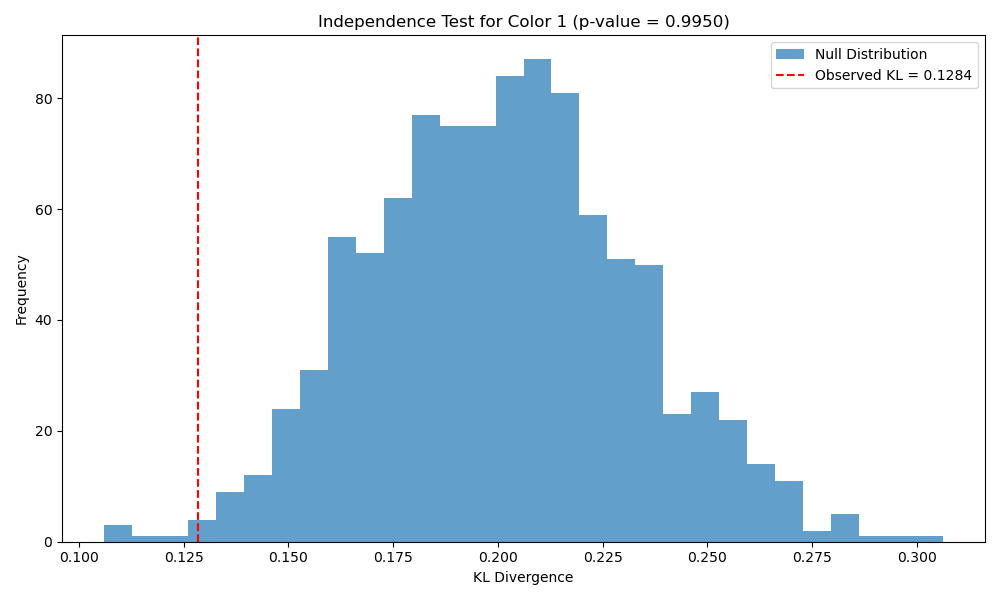 Independence Test for Color 1 (p-value = 0.9950)
Null Distribution
Observed KL = 0.1284
80
60
40
20
0
Frequency
0.100 0.125 0.150 0.175 0.200 0.225 0.250 0.275 0.300
KL Divergence